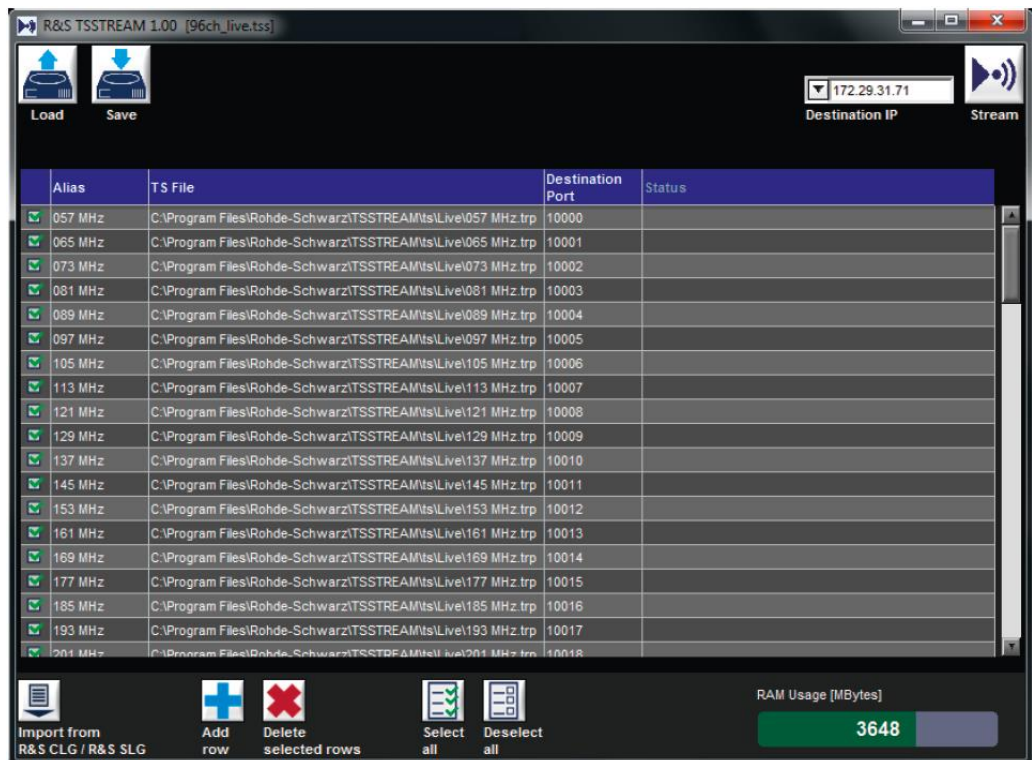 R&S TSSTREAM 1.00 [96ch_live.tss]
Load
Save
172.29.31.71
Destination IP
Stream
Alias
TS File
Destination
Port
Status
057 MHz C:\Program Files\Rohde-Schwarz\TSSTREAM\ts\Live\057 MHz.trp 10000
065 MHz C:\Program Files\Rohde-Schwarz\TSSTREAM\ts\Live\065 MHz.trp 10001
073 MHz C:\Program Files\Rohde-Schwarz\TSSTREAM\ts\Live\073 MHz.trp 10002
081 MHz C:\Program Files\Rohde-Schwarz\TSSTREAM\ts\Live\081 MHz.trp 10003
089 MHz C:\Program Files\Rohde-Schwarz\TSSTREAM\ts\Live\089 MHz.trp 10004
097 MHz C:\Program Files\Rohde-Schwarz\TSSTREAM\ts\Live\097 MHz.trp 10005
105 MHz C:\Program Files\Rohde-Schwarz\TSSTREAM\ts\Live\105 MHz.trp 10006
113 MHz C:\Program Files\Rohde-Schwarz\TSSTREAM\ts\Live\113 MHz.trp 10007
121 MHz C:\Program Files\Rohde-Schwarz\TSSTREAM\ts\Live\121 MHz.trp 10008
129 MHz C:\Program Files\Rohde-Schwarz\TSSTREAM\ts\Live\129 MHz.trp 10009
137 MHz C:\Program Files\Rohde-Schwarz\TSSTREAM\ts\Live\137 MHz.trp 10010
145 MHz C:\Program Files\Rohde-Schwarz\TSSTREAM\ts\Live\145 MHz.trp 10011
153 MHz C:\Program Files\Rohde-Schwarz\TSSTREAM\ts\Live\153 MHz.trp 10012
161 MHz C:\Program Files\Rohde-Schwarz\TSSTREAM\ts\Live\161 MHz.trp 10013
169 MHz C:\Program Files\Rohde-Schwarz\TSSTREAM\ts\Live\169 MHz.trp 10014
177 MHz C:\Program Files\Rohde-Schwarz\TSSTREAM\ts\Live\177 MHz.trp 10015
185 MHz C:\Program Files\Rohde-Schwarz\TSSTREAM\ts\Live\185 MHz.trp 10016
193 MHz C:\Program Files\Rohde-Schwarz\TSSTREAM\ts\Live\193 MHz.trp 10017
201 MHz C:\Program Files\Rohde-Schwarz\TSSTREAM\ts\Live\201 MHz.trp 10018
Import from
R&S CLG / R&S SLG
Add
row
Delete
selected rows
Select
all
Deselect
all
RAM Usage [MBytes]
3648